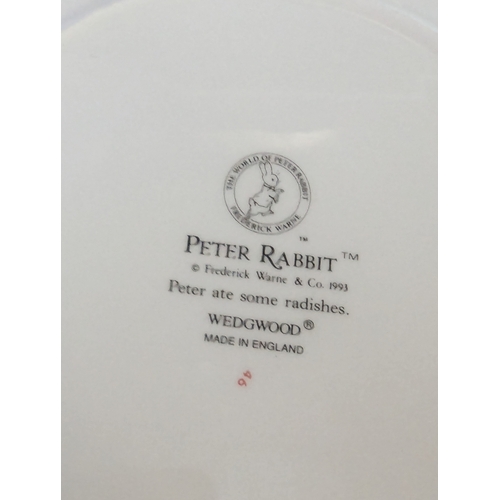 THE WORLD OF PETER RABBIT
FREDERICK WARNE
™
PETER RABBIT™
© Frederick Warne & Co. 1993
Peter ate some radishes.
WEDGWOOD®
MADE IN ENGLAND
96